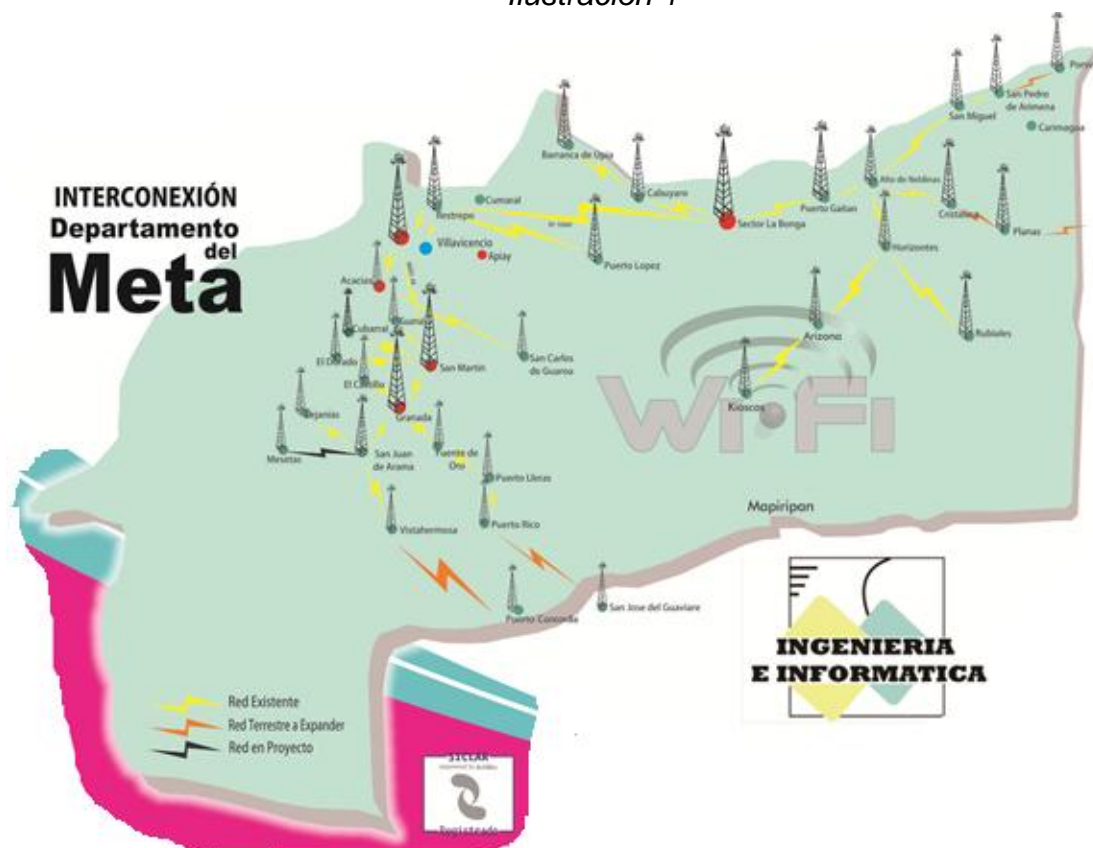 Ilustración
INTERCONEXIÓN
Departamento
del
Meta
San Pedro
de Arimena
San Miguel
Carimagua
Barranca de Upia
Cabuyaro
Alto de Neblinas
Puerto Gaitan
Cristalina
Planas
Cumaral
Restrepo
Sector La Bonga
Horizontes
Villavicencio
Apiay
Puerto Lopez
Acacias
Cubarral
Arizona
Rubiales
San Martin
San Carlos
de Guaroa
El Dorado
El Castillo
Kioscos
Wi-Fi
Granada
Lejanias
Mesetas
San Juan
de Arama
Fuente de
Oro
Puerto Lleras
Vistahermosa
Puerto Rico
Mapiripan
Puerto Concordia
San Jose del Guaviare
INGENIERIA
E INFORMATICA
Red Existente
Red Terrestre a Expander
Red en Proyecto
SICLAR
Registrado